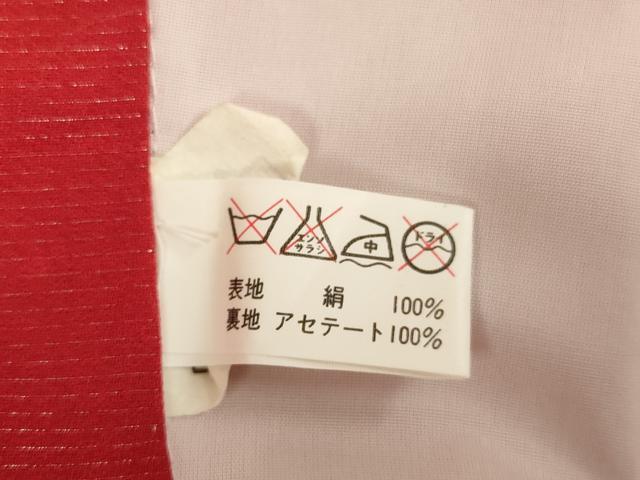 エンソ
サラシ
中
ドライ
表地 絹 100%
裏地 アセテート100%